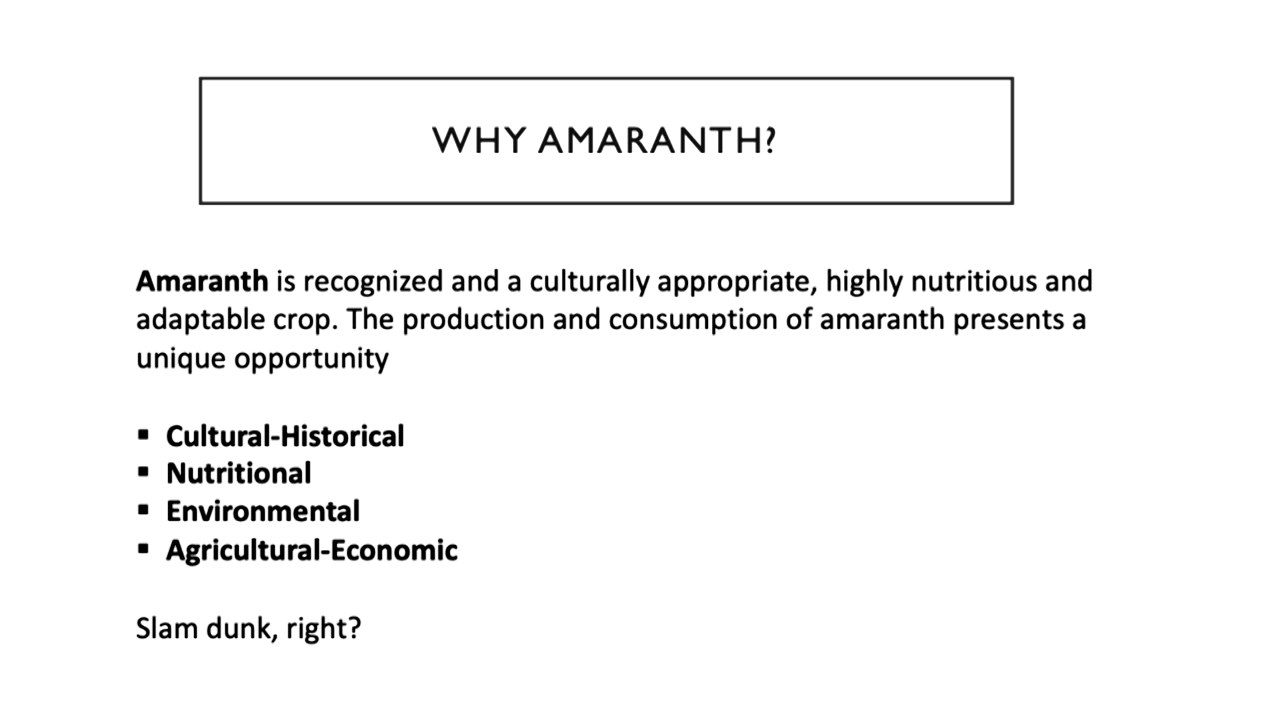 WHY AMARANTH?
Amaranth is recognized and a culturally appropriate, highly nutritious and
adaptable crop. The production and consumption of amaranth presents a
unique opportunity
▪ Cultural-Historical
▪ Nutritional
▪ Environmental
▪ Agricultural-Economic
Slam dunk, right?